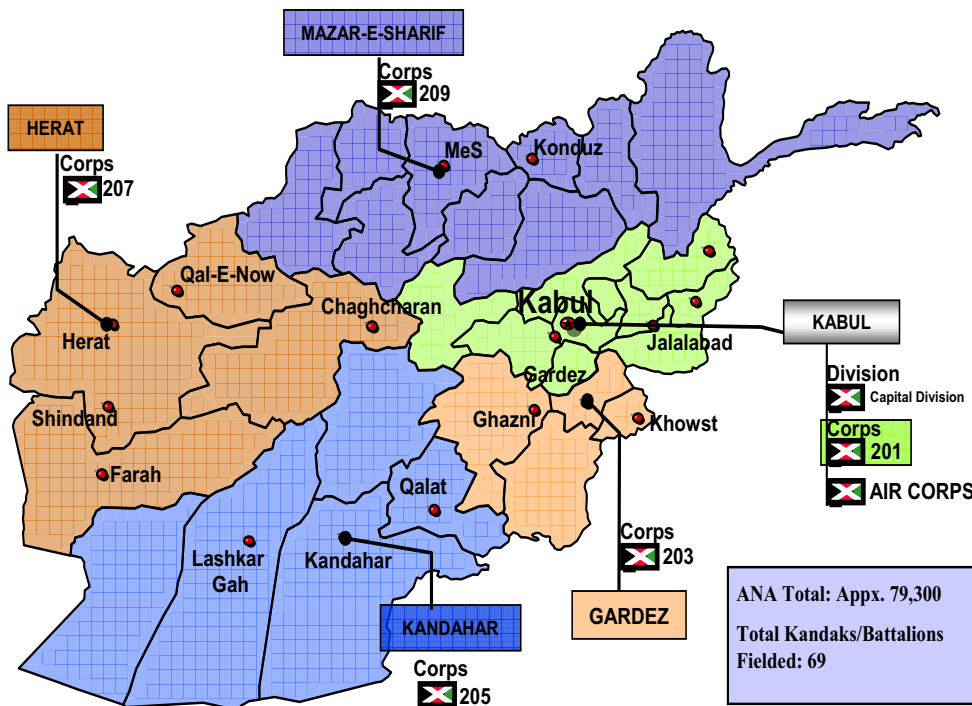 MAZAR-E-SHARIF
Corps
209
HERAT
Corps
207
MeS
Konduz
Qal-E-Now
Chaghcharan
Kabul
Herat
Jalalabad
KABUL
Gardez
Division
Capital Division
Shindand
Ghazni
Khowst
Corps
201
Farah
Qalat
AIR CORPS
Lashkar
Gah
Kandahar
Corps
203
KANDAHAR
GARDEZ
Corps
205
ANA Total: Appx. 79,300
Total Kandaks/Battalions
Fielded: 69